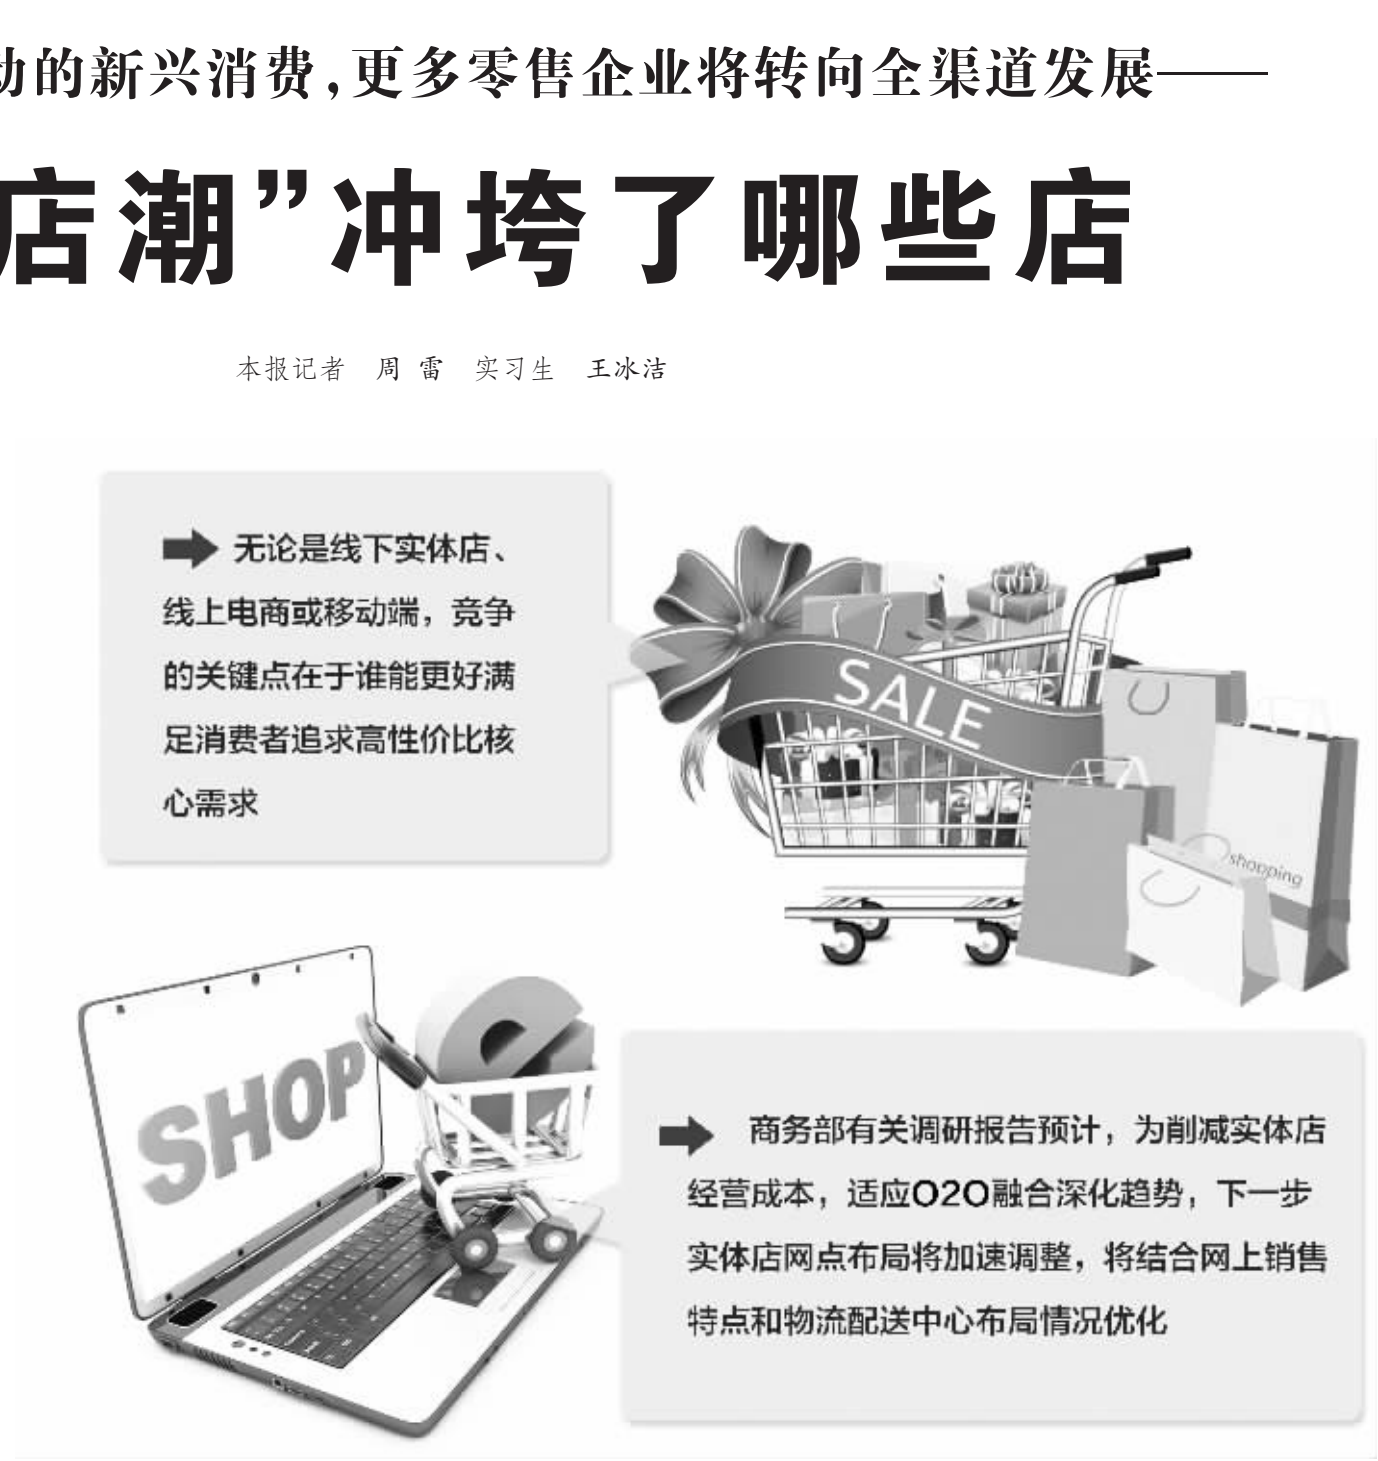 动的新兴消费，更多零售企业将转向全渠道发展——
店潮”冲垮了哪些店
本报记者 周 雷 实习生 王冰洁
无论是线下实体店、
线上电商或移动端，竞争
的关键点在于谁能更好满
足消费者追求高性价比核
心需求
SALE
shopping
SHOP
e
商务部有关调研报告预计，为削减实体店
经营成本，适应O2O融合深化趋势，下一步
实体店网点布局将加速调整，将结合网上销售
特点和物流配送中心布局情况优化